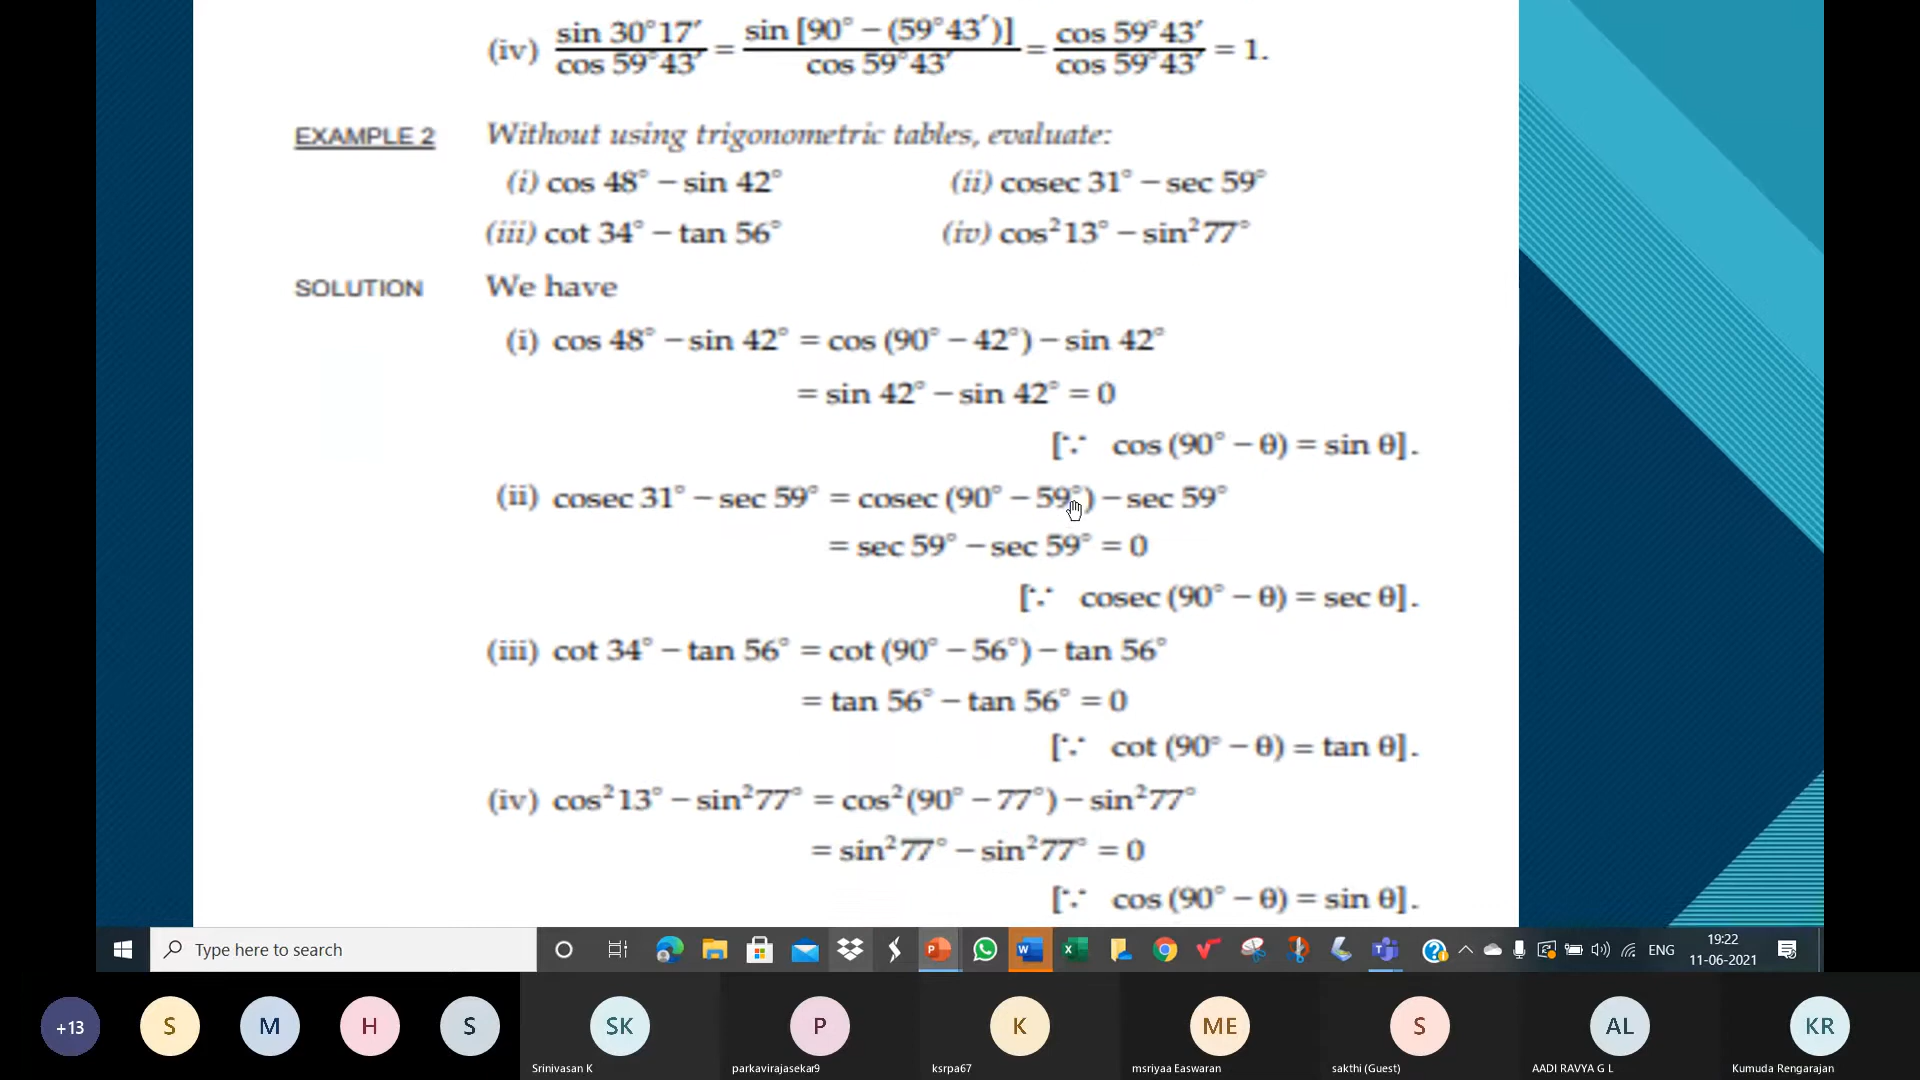 (iv) sin 30°17′ / cos 59°43′ = sin [90° − (59°43′)] / cos 59°43′ = cos 59°43′ / cos 59°43′ = 1.
EXAMPLE 2 Without using trigonometric tables, evaluate:
(i) cos 48° − sin 42° (ii) cosec 31° − sec 59°
(iii) cot 34° − tan 56° (iv) cos²13° − sin²77°
SOLUTION We have
(i) cos 48° − sin 42° = cos (90° − 42°) − sin 42°
= sin 42° − sin 42° = 0
[∵ cos (90° − θ) = sin θ].
(ii) cosec 31° − sec 59° = cosec (90° − 59°) − sec 59°
= sec 59° − sec 59° = 0
[∵ cosec (90° − θ) = sec θ].
(iii) cot 34° − tan 56° = cot (90° − 56°) − tan 56°
= tan 56° − tan 56° = 0
[∵ cot (90° − θ) = tan θ].
(iv) cos²13° − sin²77° = cos²(90° − 77°) − sin²77°
= sin²77° − sin²77° = 0
[∵ cos (90° − θ) = sin θ].
Type here to search
ENG
19:22
11-06-2021
+13 S M H S SK P K ME S AL KR
Srinivasan K parkavirajasekar9 ksrpa67 msriyaa Easwaran sakthi (Guest) AADI RAVYA G L Kumuda Rengarajan